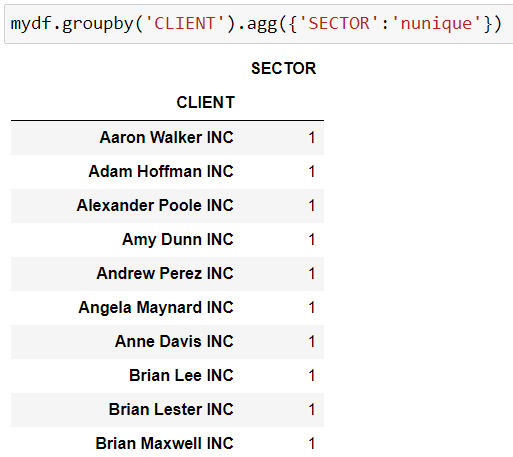 mydf.groupby('CLIENT').agg({'SECTOR':'nunique'})
SECTOR
CLIENT
Aaron Walker INC 1
Adam Hoffman INC 1
Alexander Poole INC 1
Amy Dunn INC 1
Andrew Perez INC 1
Angela Maynard INC 1
Anne Davis INC 1
Brian Lee INC 1
Brian Lester INC 1
Brian Maxwell INC 1